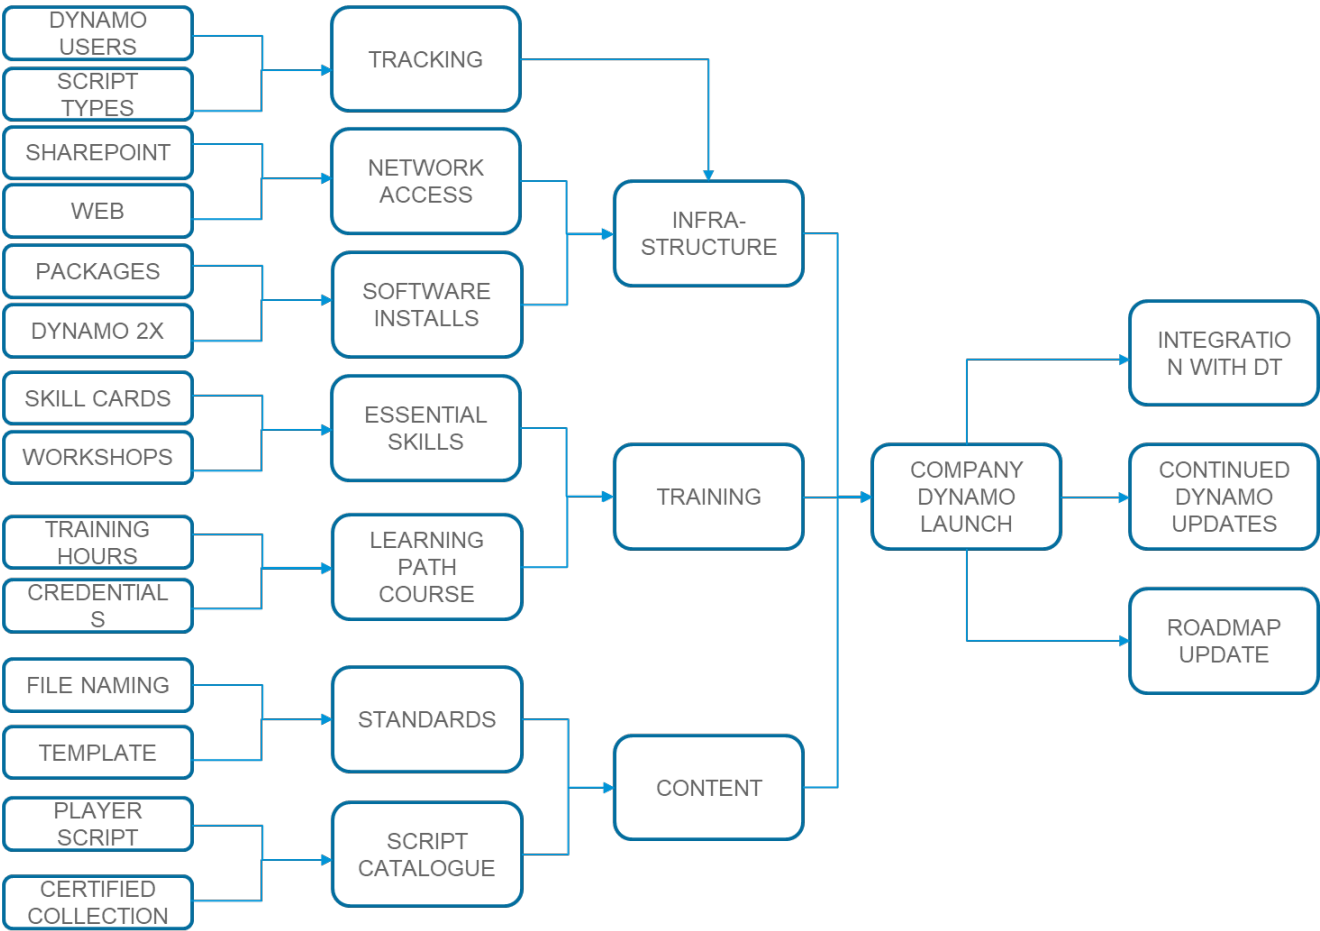 DYNAMO
USERS
SCRIPT
TYPES
SHAREPOINT
WEB
PACKAGES
DYNAMO 2X
SKILL CARDS
WORKSHOPS
TRAINING
HOURS
CREDENTIAL
S
FILE NAMING
TEMPLATE
PLAYER
SCRIPT
CERTIFIED
COLLECTION
TRACKING
NETWORK
ACCESS
SOFTWARE
INSTALLS
ESSENTIAL
SKILLS
LEARNING
PATH
COURSE
STANDARDS
SCRIPT
CATALOGUE
INFRA-
STRUCTURE
TRAINING
CONTENT
COMPANY
DYNAMO
LAUNCH
INTEGRATIO
N WITH DT
CONTINUED
DYNAMO
UPDATES
ROADMAP
UPDATE